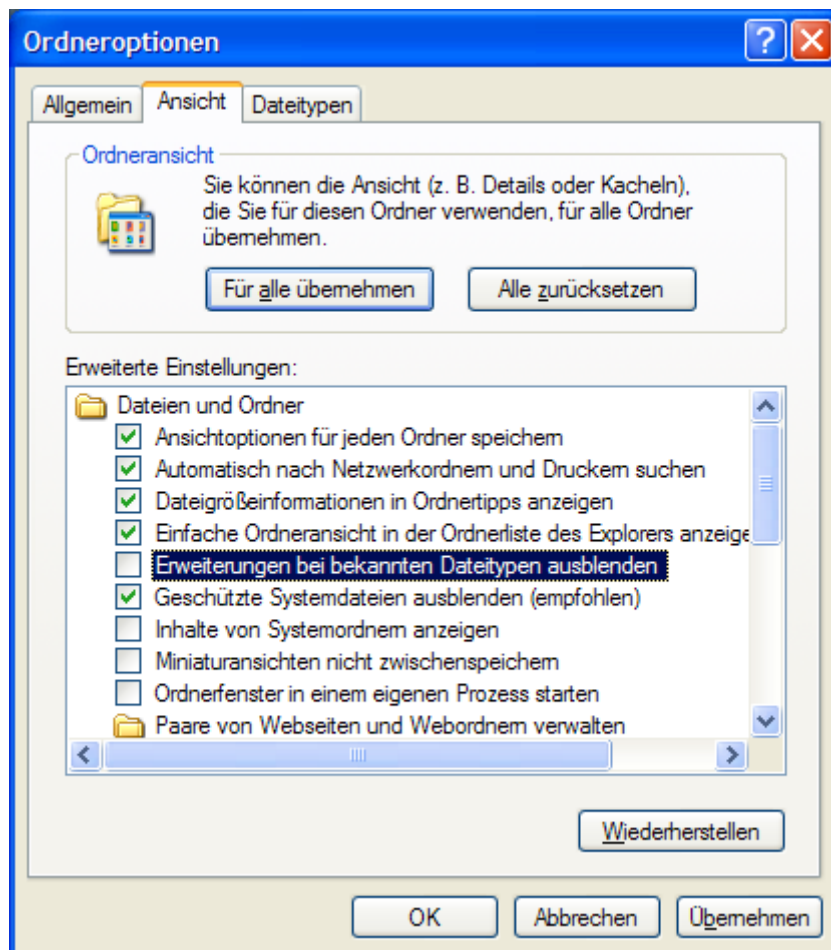 Ordneroptionen
Allgemein Ansicht Dateitypen
Ordneransicht
Sie können die Ansicht (z. B. Details oder Kacheln),
die Sie für diesen Ordner verwenden, für alle Ordner
übernehmen.
Für alle übernehmen Alle zurücksetzen
Erweiterte Einstellungen:
Dateien und Ordner
Ansichtoptionen für jeden Ordner speichern
Automatisch nach Netzwerkordnern und Druckern suchen
Dateigrößeinformationen in Ordnertipps anzeigen
Einfache Ordneransicht in der Ordnerliste des Explorers anzeige
Erweiterungen bei bekannten Dateitypen ausblenden
Geschützte Systemdateien ausblenden (empfohlen)
Inhalte von Systemordnern anzeigen
Miniaturansichten nicht zwischenspeichern
Ordnerfenster in einem eigenen Prozess starten
Paare von Webseiten und Webordnern verwalten
Wiederherstellen
OK Abbrechen Übernehmen